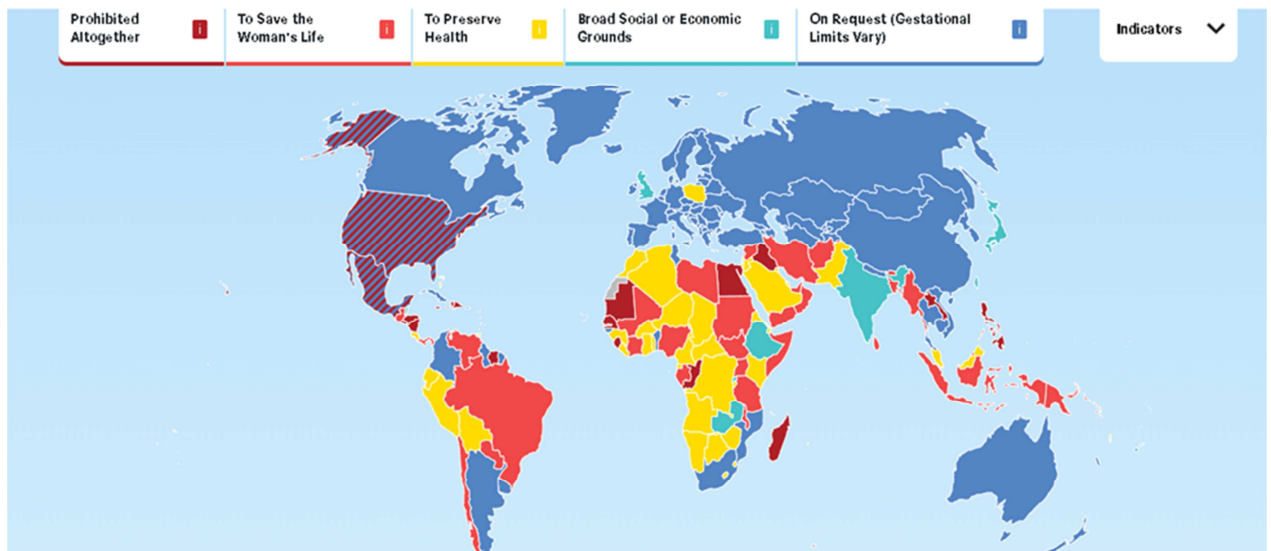 Prohibited
Altogether
i
To Save the
Woman's Life
i
To Preserve
Health
i
Broad Social or Economic
Grounds
i
On Request (Gestational
Limits Vary)
i
Indicators